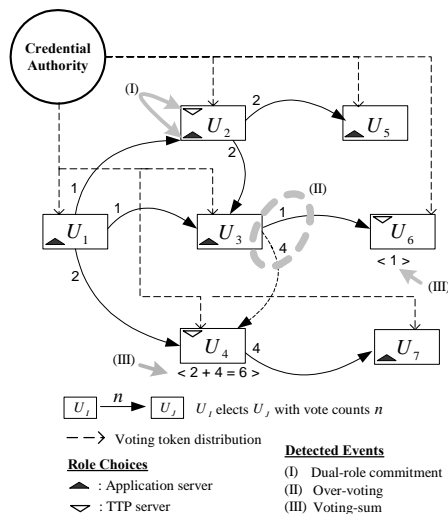 Credential
Authority
(I)
U2
2
U5
2
1
(II)
U1
1
U3
1
U6
4
< 1 >
2
(III)
U4
(III)
4
U7
< 2 + 4 = 6 >
UI n UJ UI elects UJ with vote counts n
Voting token distribution
Role Choices
: Application server
: TTP server
Detected Events
(I) Dual-role commitment
(II) Over-voting
(III) Voting-sum